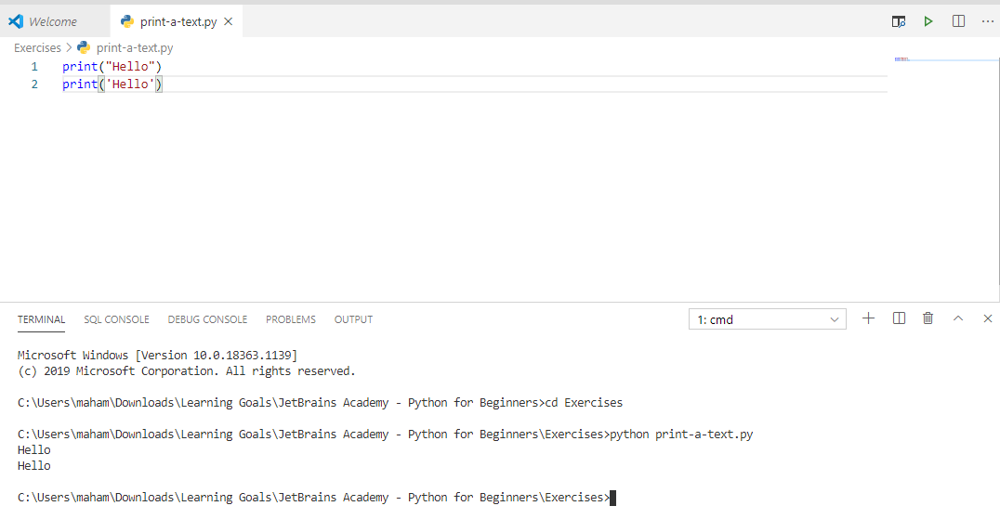 Welcome print-a-text.py
Exercises > print-a-text.py
1 print("Hello")
2 print('Hello')
TERMINAL SQL CONSOLE DEBUG CONSOLE PROBLEMS OUTPUT 1: cmd
Microsoft Windows [Version 10.0.18363.1139]
(c) 2019 Microsoft Corporation. All rights reserved.
C:\Users\maham\Downloads\Learning Goals\JetBrains Academy - Python for Beginners>cd Exercises
C:\Users\maham\Downloads\Learning Goals\JetBrains Academy - Python for Beginners\Exercises>python print-a-text.py
Hello
Hello
C:\Users\maham\Downloads\Learning Goals\JetBrains Academy - Python for Beginners\Exercises>